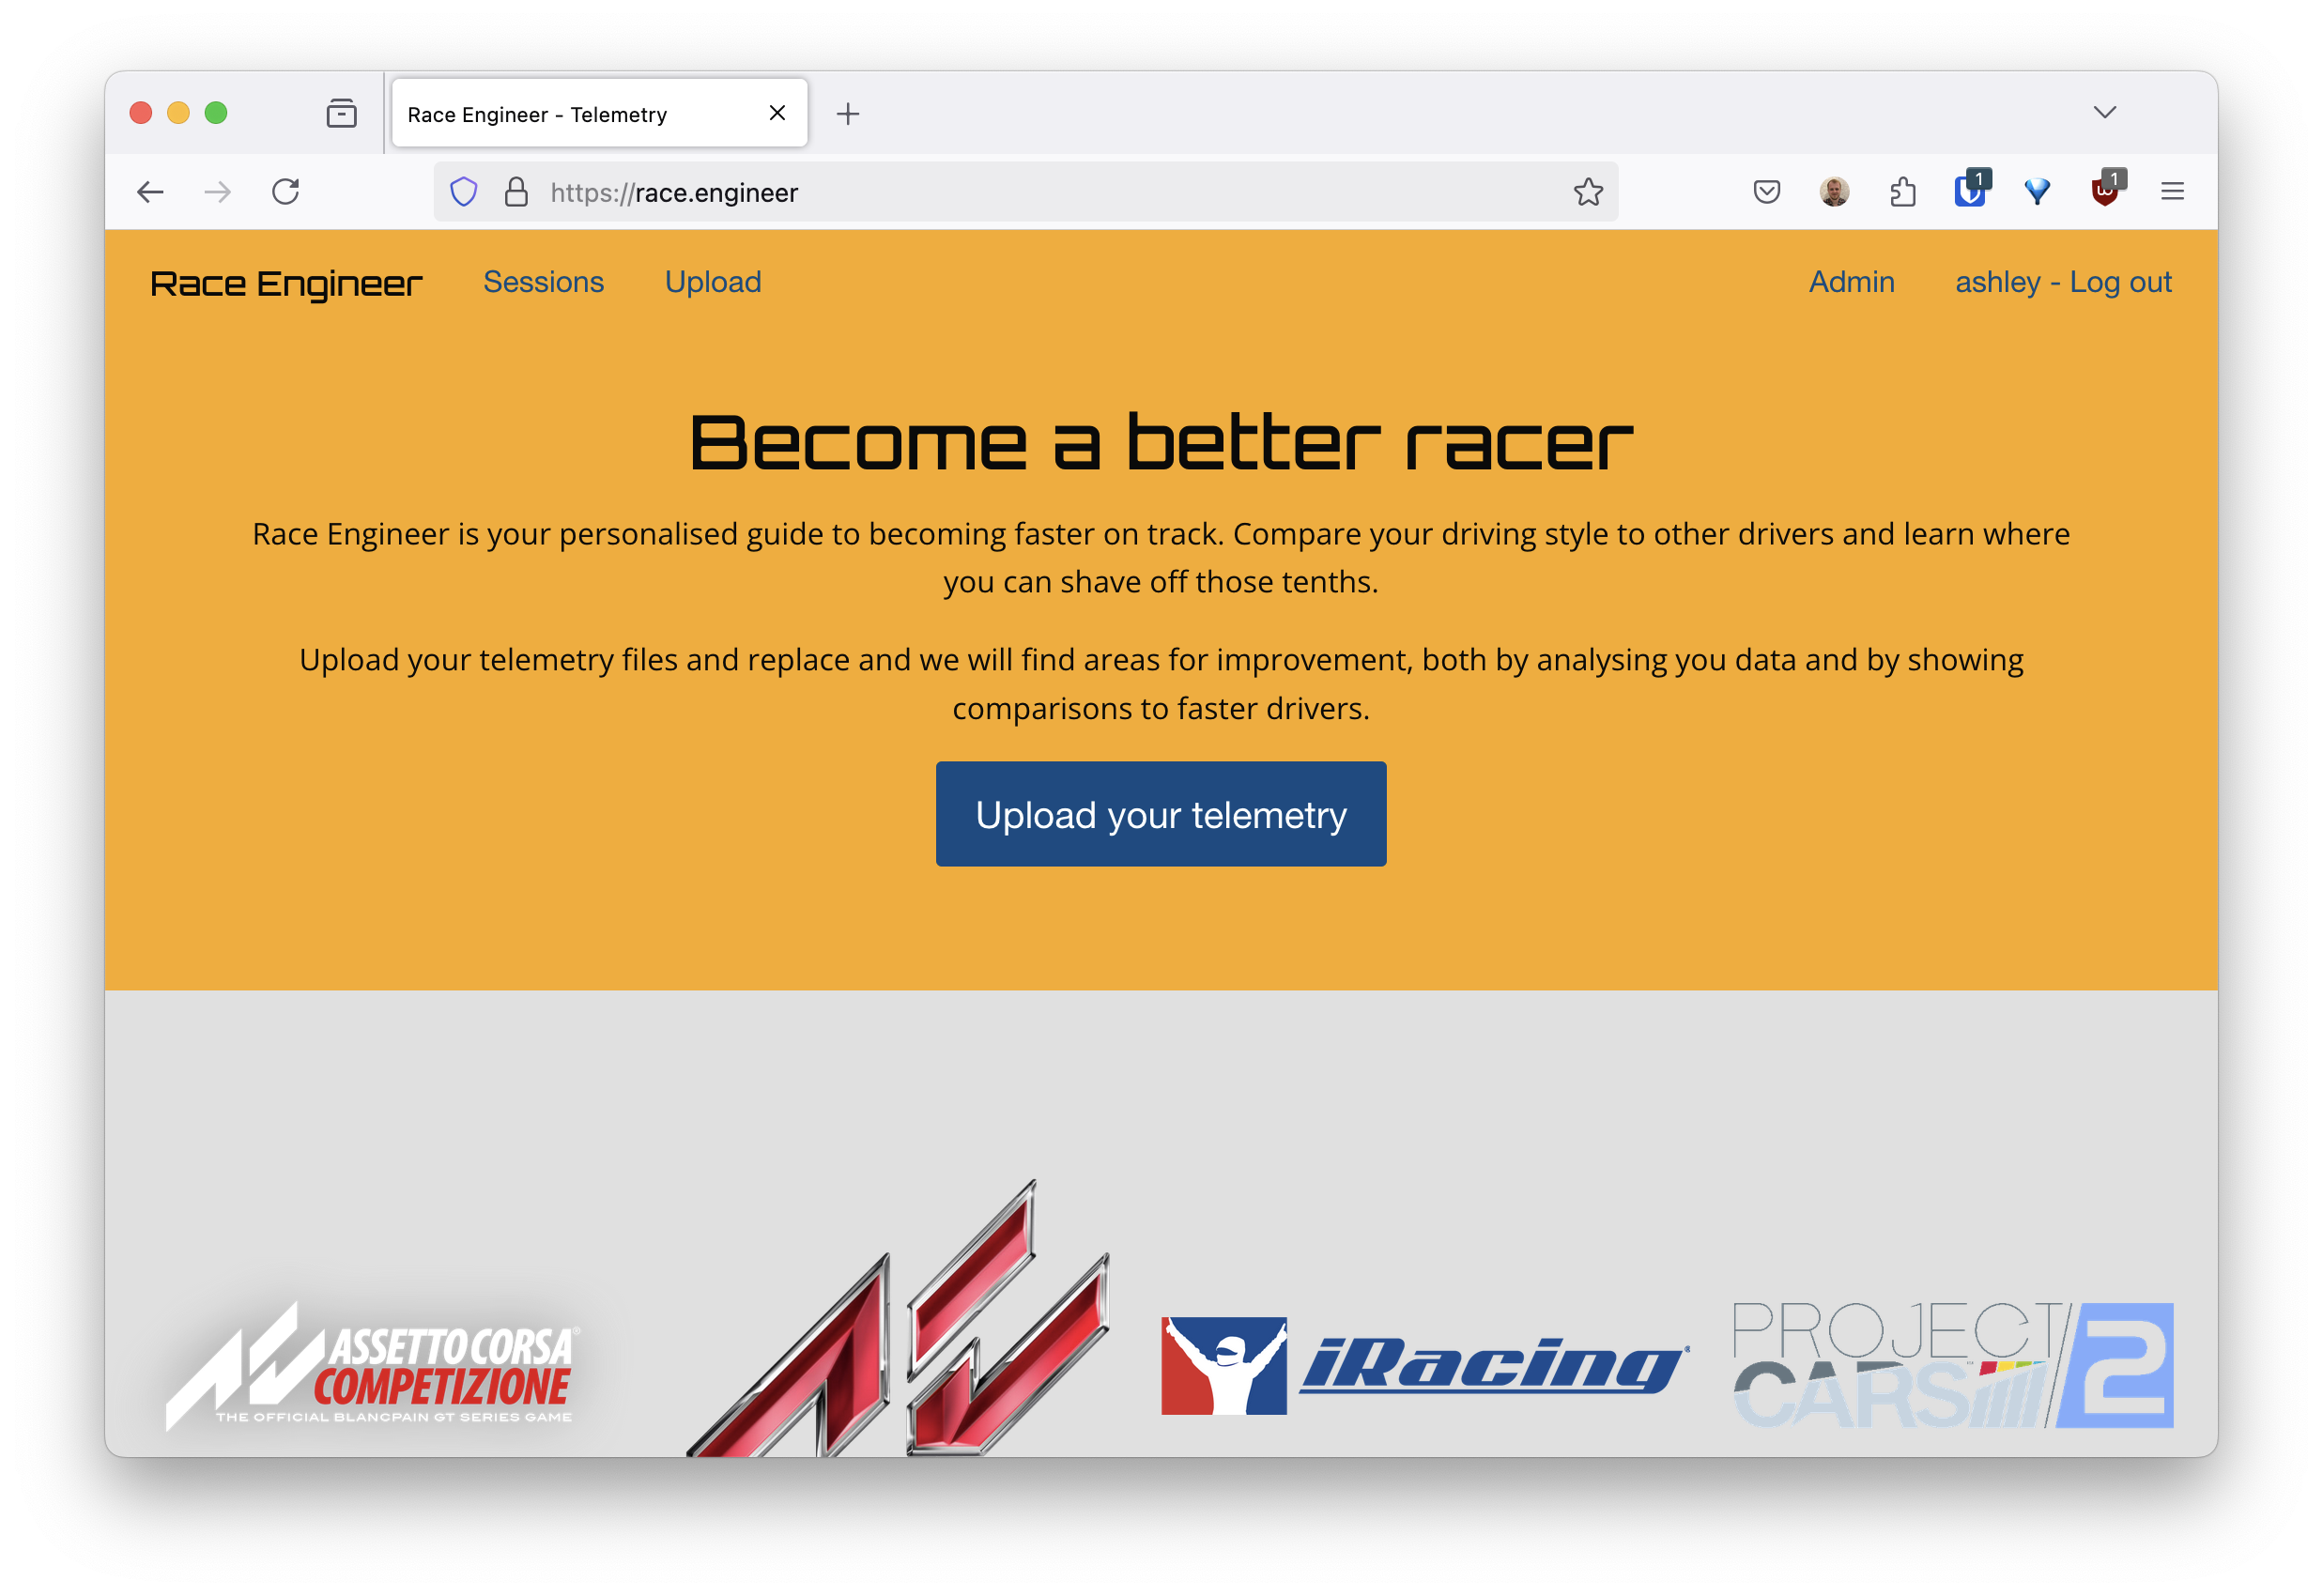 Race Engineer - Telemetry
https://race.engineer
1
1
Race Engineer Sessions Upload Admin ashley - Log out
Become a better racer
Race Engineer is your personalised guide to becoming faster on track. Compare your driving style to other drivers and learn where
you can shave off those tenths.
Upload your telemetry files and replace and we will find areas for improvement, both by analysing you data and by showing
comparisons to faster drivers.
Upload your telemetry
ASSETTO CORSA®
COMPETIZIONE
THE OFFICIAL BLANCPAIN GT SERIES GAME
iRacing®
PROJECT
CARS™ 2